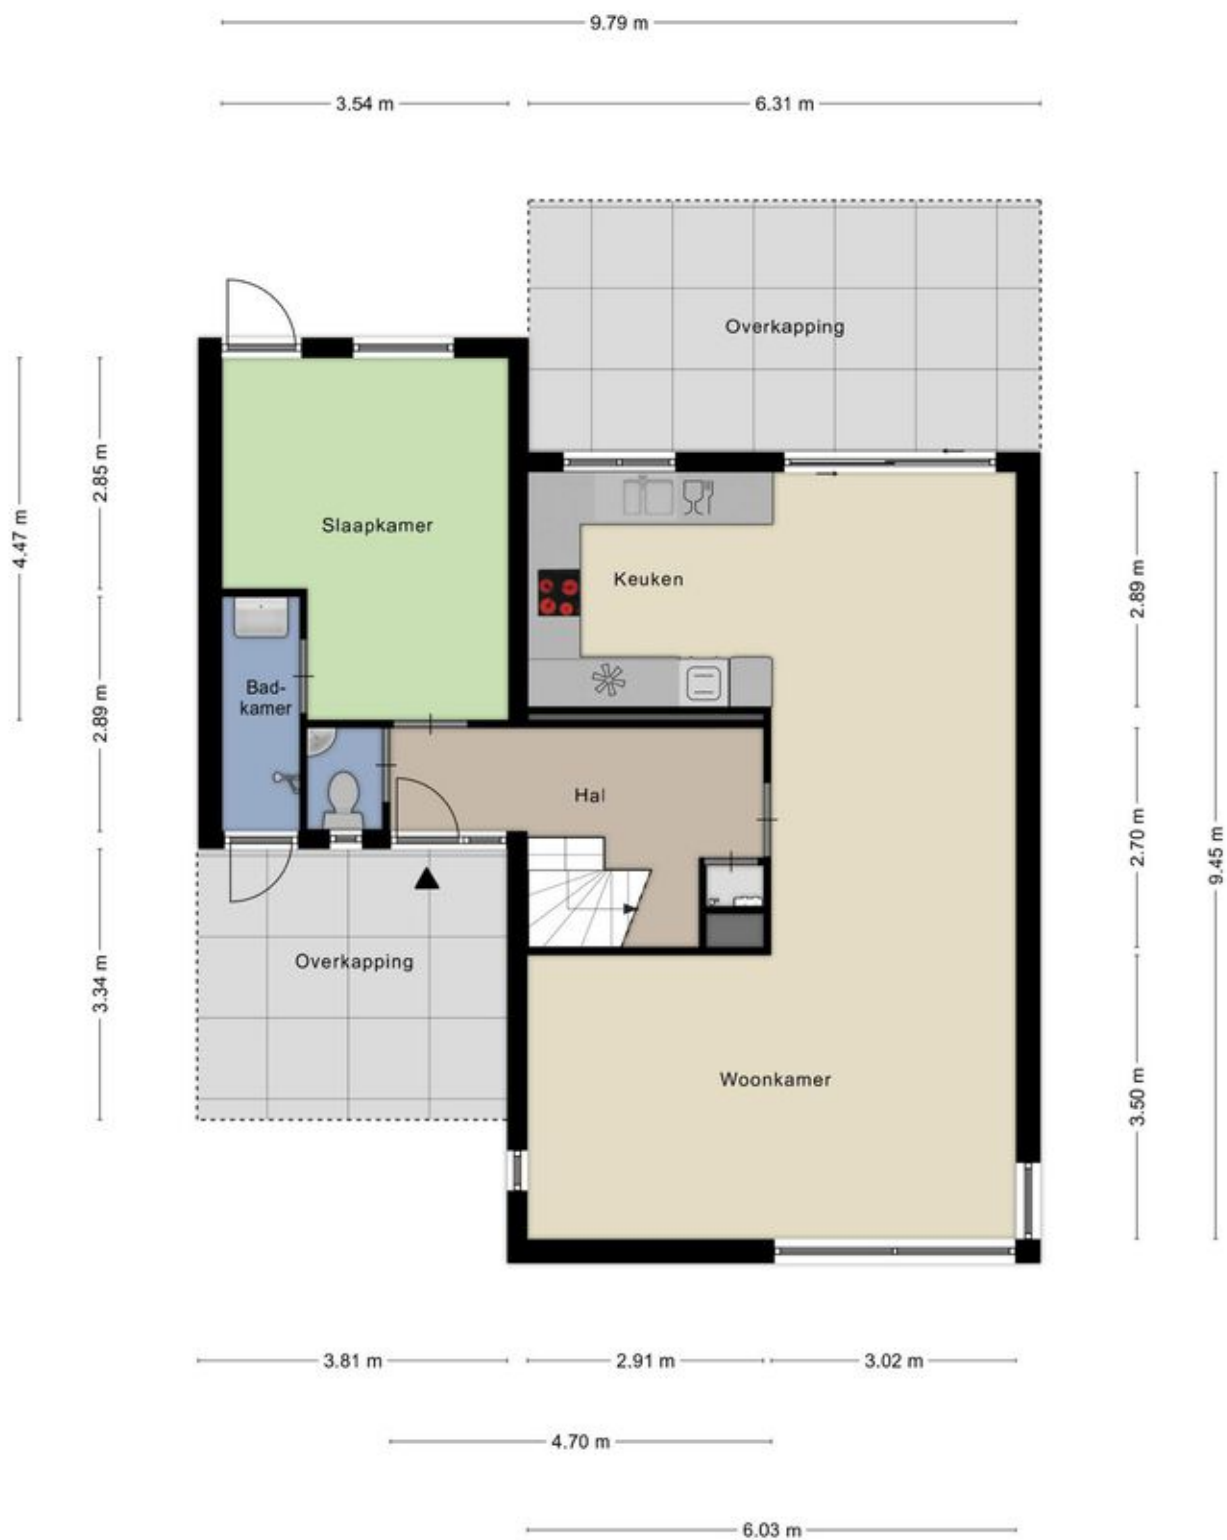 9.79 m
3.54 m
6.31 m
Overkapping
2.85 m
4.47 m
Slaapkamer
Keuken
2.89 m
Bad-
kamer
2.89 m
Hal
2.70 m
9.45 m
Overkapping
3.34 m
Woonkamer
3.50 m
3.81 m
2.91 m
3.02 m
4.70 m
6.03 m